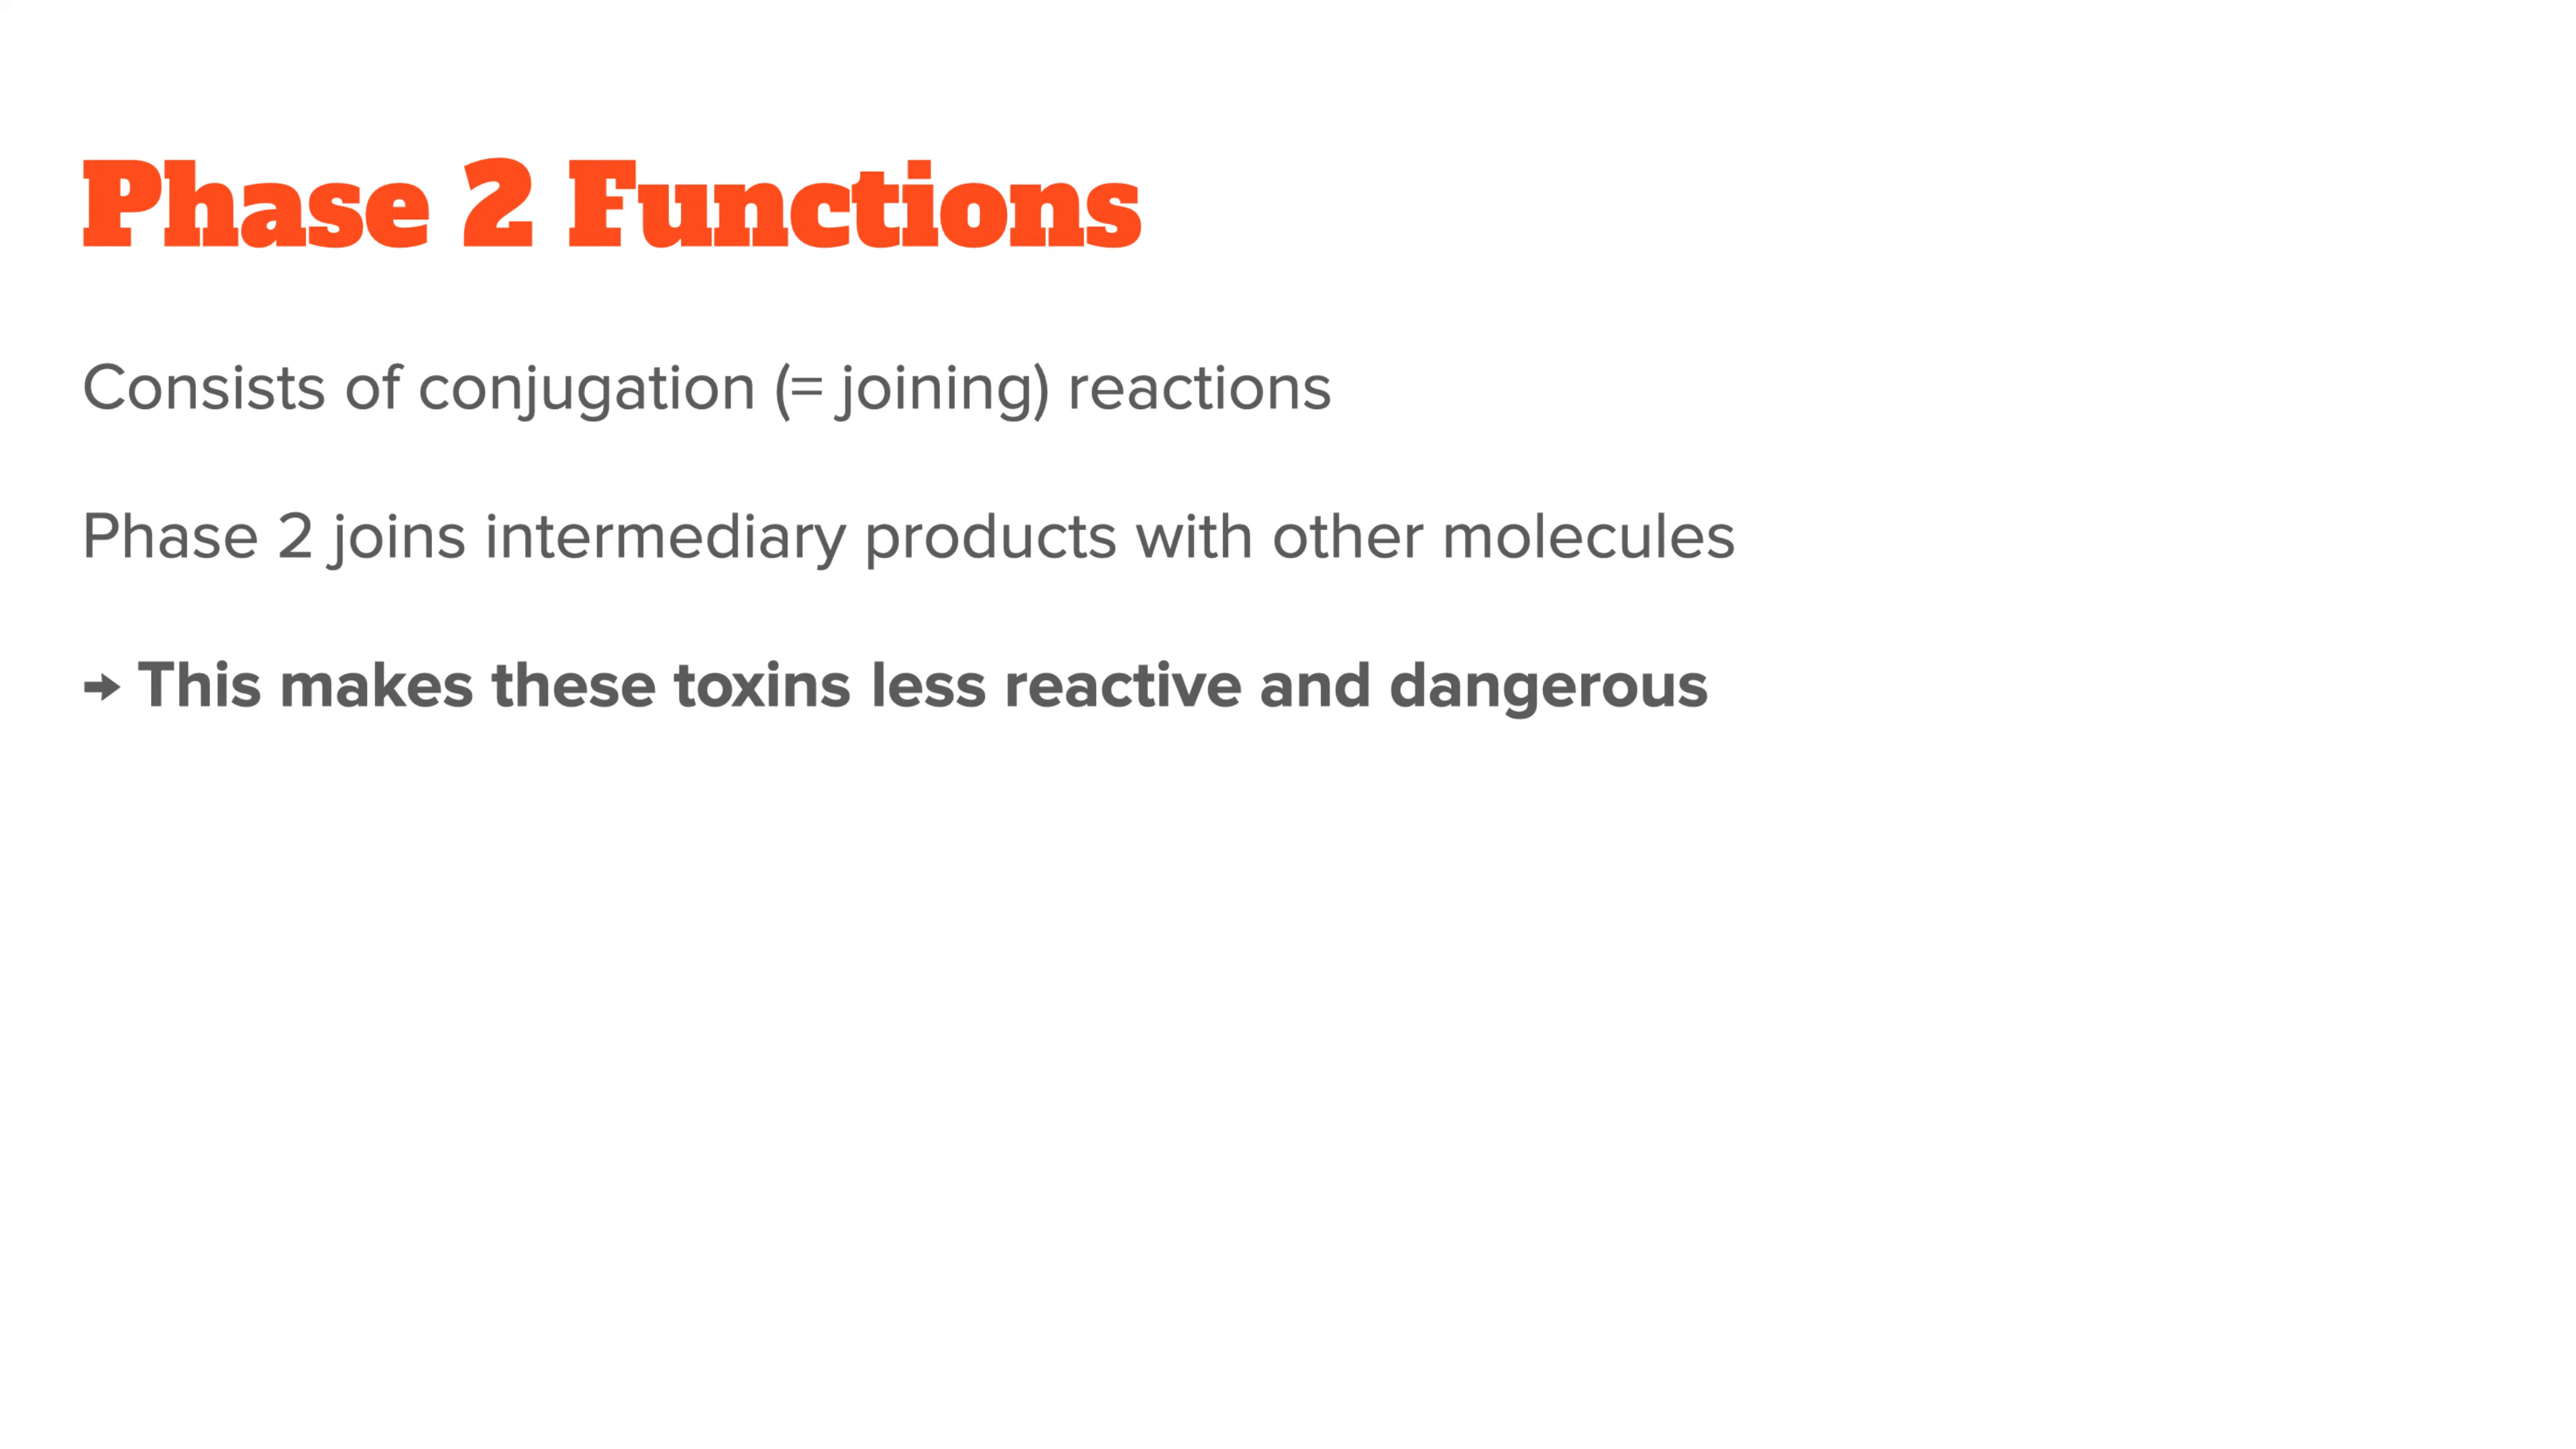 Phase 2 Functions
Consists of conjugation (= joining) reactions
Phase 2 joins intermediary products with other molecules
→ This makes these toxins less reactive and dangerous